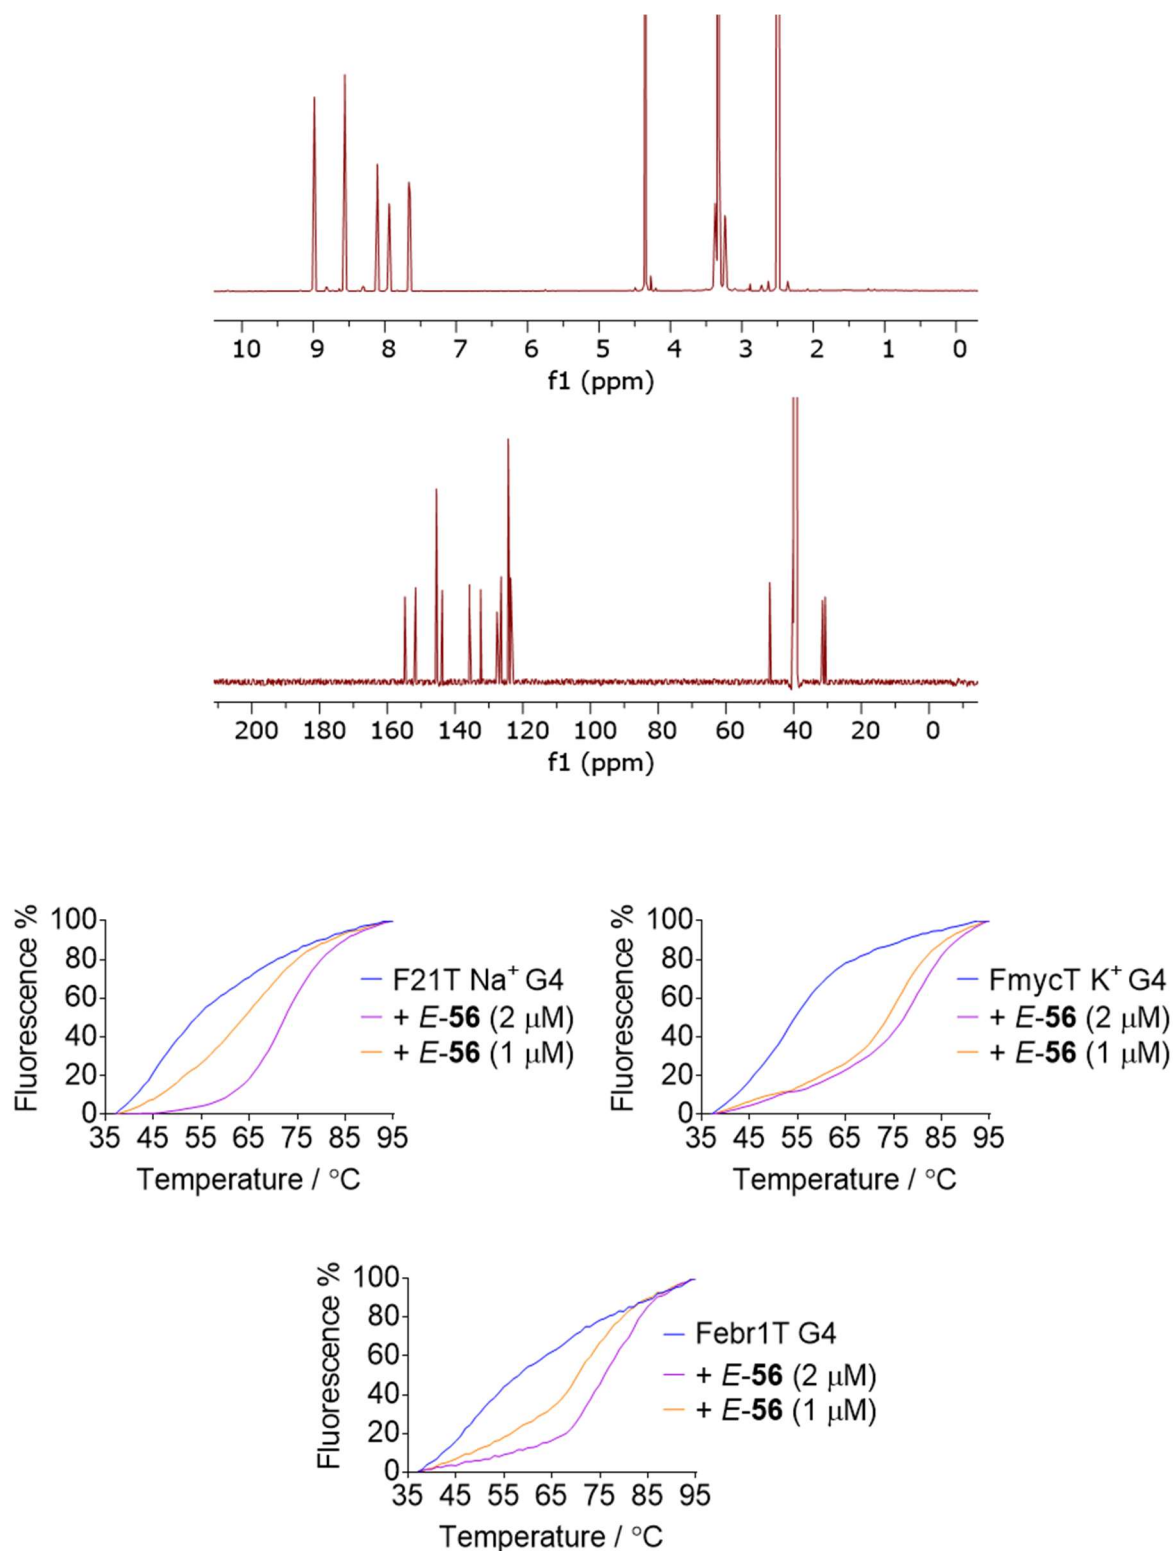 10 9 8 7 6 5 4 3 2 1 0
f1 (ppm)
200 180 160 140 120 100 80 60 40 20 0
f1 (ppm)
Fluorescence %
100
80
60
40
20
0
35 45 55 65 75 85 95
Temperature / °C
F21T Na⁺ G4
+ E-56 (2 μM)
+ E-56 (1 μM)
Fluorescence %
100
80
60
40
20
0
35 45 55 65 75 85 95
Temperature / °C
FmycT K⁺ G4
+ E-56 (2 μM)
+ E-56 (1 μM)
Fluorescence %
100
80
60
40
20
0
35 45 55 65 75 85 95
Temperature / °C
Febr1T G4
+ E-56 (2 μM)
+ E-56 (1 μM)